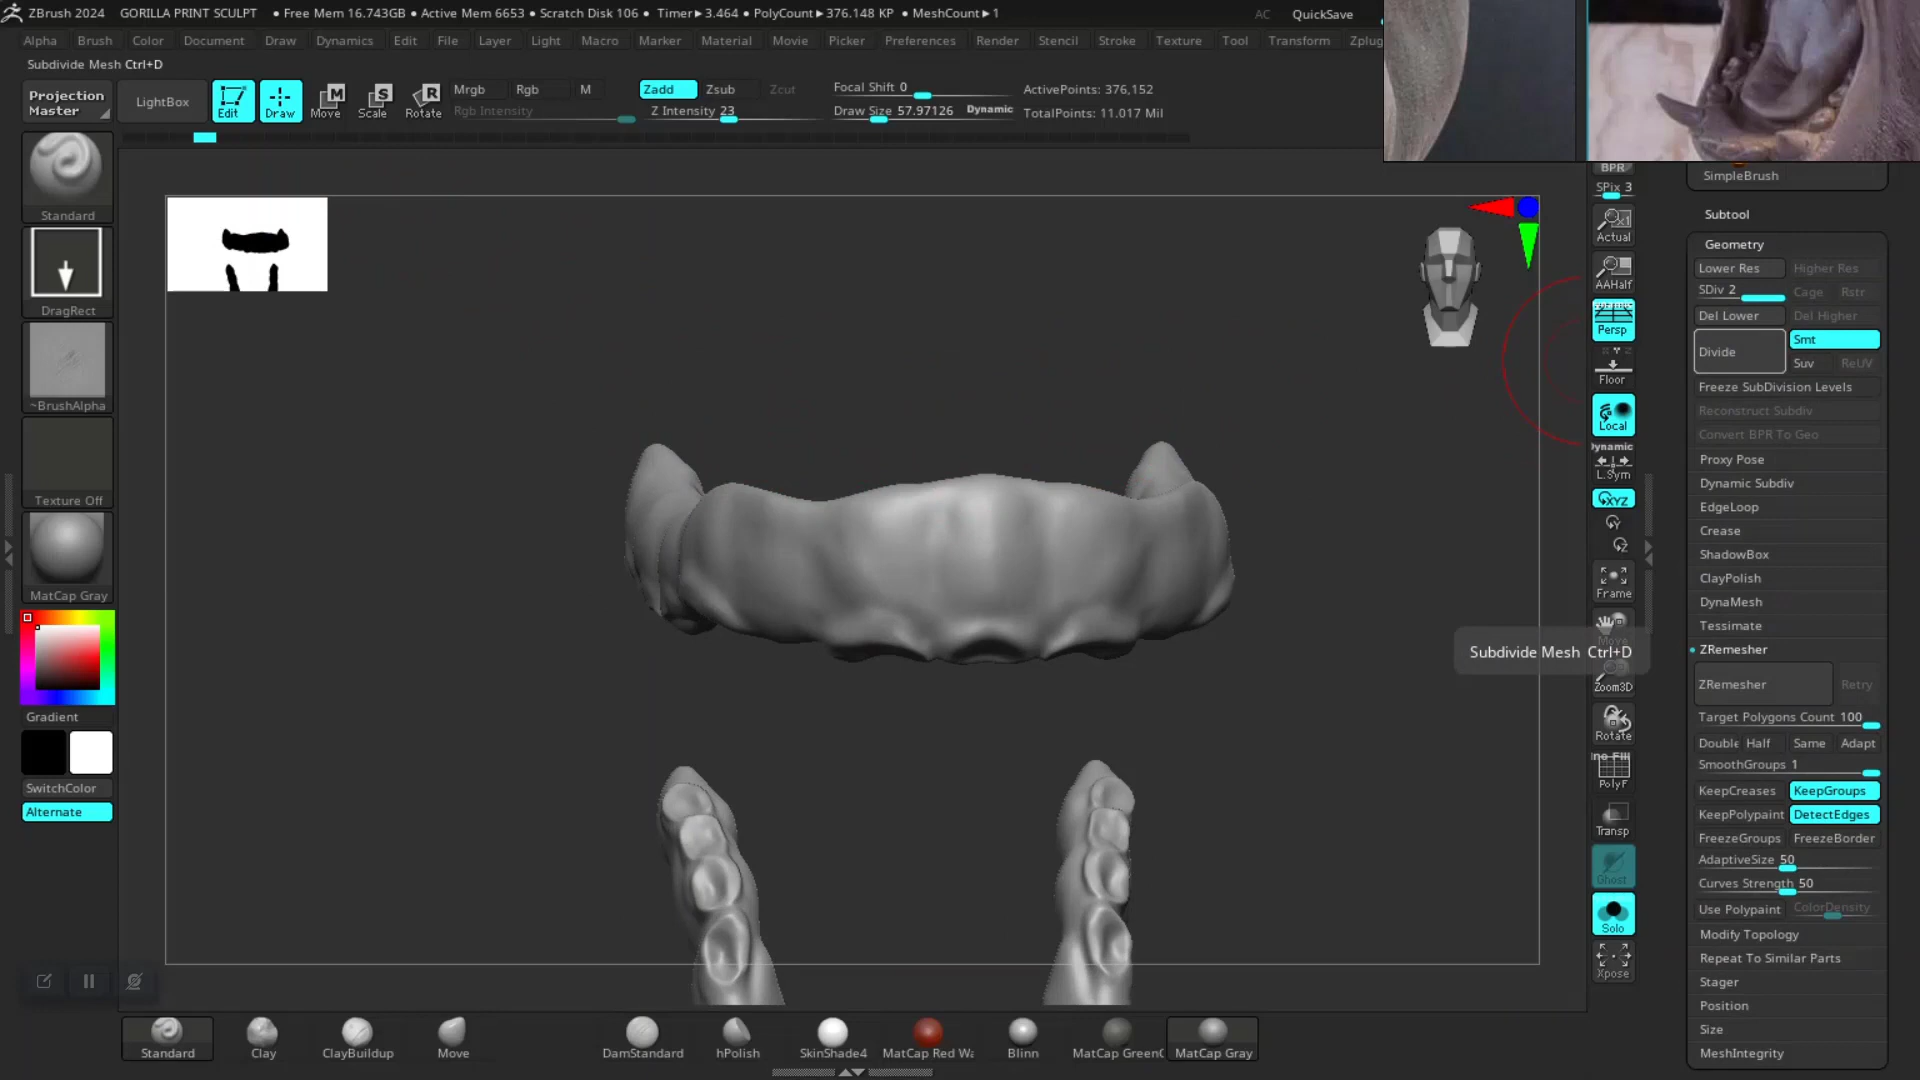 ZBrush 2024 GORILLA PRINT SCULPT • Free Mem 16.743GB • Active Mem 6653 • Scratch Disk 106 • Timer▶3.464 • PolyCount▶376.148 KP • MeshCount▶1 AC QuickSave
Alpha Brush Color Document Draw Dynamics Edit File Layer Light Macro Marker Material Movie Picker Preferences Render Stencil Stroke Texture Tool Transform Zplug
Subdivide Mesh Ctrl+D
Projection Master
LightBox
Edit
Draw
Move
Scale
Rotate
Mrgb Rgb M
Rgb Intensity
Zadd Zsub Zcut
Z Intensity 23
Focal Shift 0
Draw Size 57.97126 Dynamic
ActivePoints: 376,152
TotalPoints: 11.017 Mil
Standard
DragRect
~BrushAlpha
Texture Off
MatCap Gray
Gradient
SwitchColor
Alternate
BPR
SPix 3
Actual
AAHalf
Persp
Floor
Local
Dynamic
L.Sym
XYZ
Frame
Move
Zoom3D
Rotate
PolyF
Transp
Ghost
Solo
Xpose
Subdivide Mesh Ctrl+D
SimpleBrush
Subtool
Geometry
Lower Res Higher Res
SDiv 2 Cage Rstr
Del Lower Del Higher
Divide Smt
Suv ReUV
Freeze SubDivision Levels
Reconstruct Subdiv
Convert BPR To Geo
Proxy Pose
Dynamic Subdiv
EdgeLoop
Crease
ShadowBox
ClayPolish
DynaMesh
Tessimate
ZRemesher
ZRemesher Retry
Target Polygons Count 100
Double Half Same Adapt
SmoothGroups 1
KeepCreases KeepGroups
KeepPolypaint DetectEdges
FreezeGroups FreezeBorder
AdaptiveSize 50
Curves Strength 50
Use Polypaint ColorDensity
Modify Topology
Repeat To Similar Parts
Stager
Position
Size
MeshIntegrity
Standard Clay ClayBuildup Move DamStandard hPolish SkinShade4 MatCap Red Wa Blinn MatCap GreenC MatCap Gray